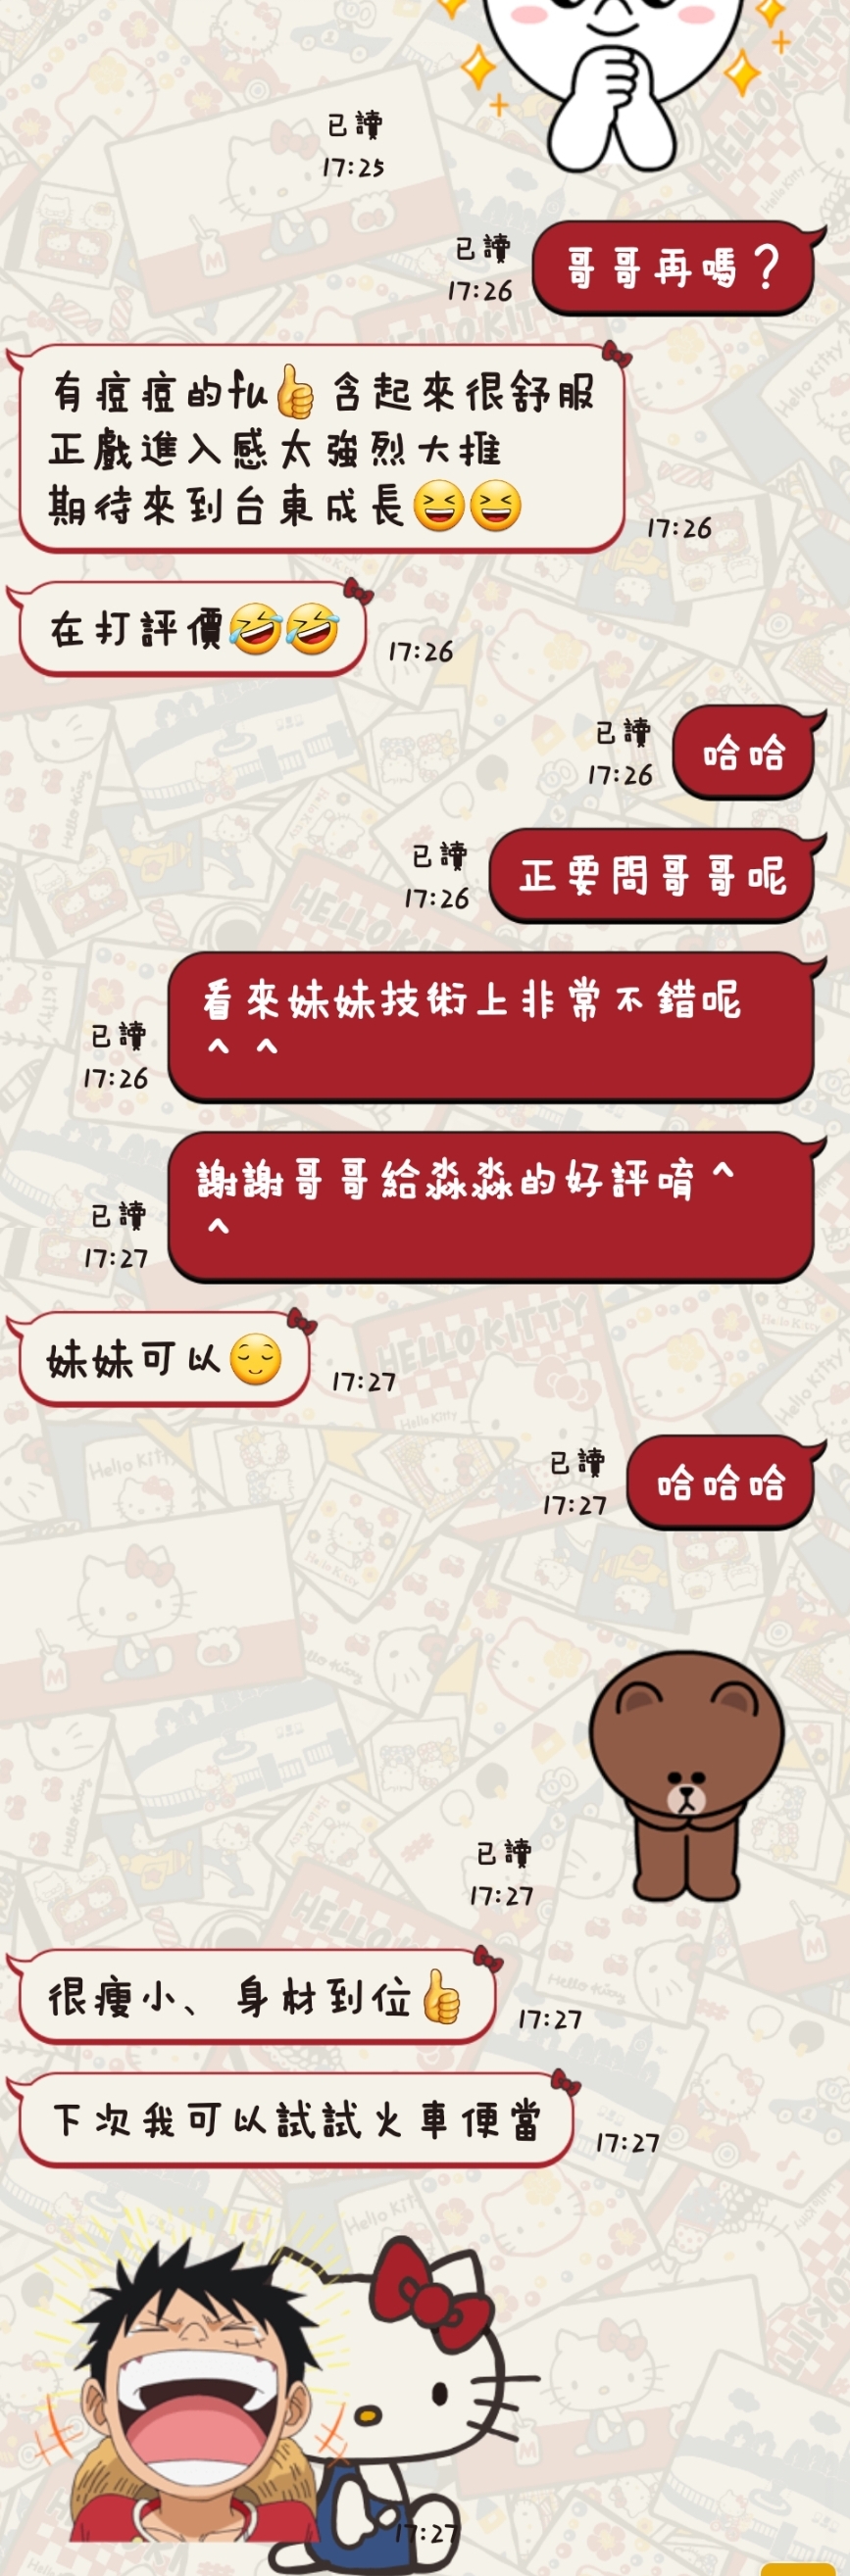 已讀
17:25
已讀
17:26
哥哥再嗎？
有痘痘的fu👍含起來很舒服
正戲進入感太強烈大推
期待來到台東成長😆😆
17:26
在打評價🤣🤣
17:26
已讀
17:26
哈哈
已讀
17:26
正要問哥哥呢
看來妹妹技術上非常不錯呢
^ ^
已讀
17:26
謝謝哥哥給淼淼的好評唷^
^
已讀
17:27
妹妹可以😌
17:27
已讀
17:27
哈哈哈
已讀
17:27
很瘦小、 身材到位👍
17:27
下次我可以試試火車便當
17:27
17:27